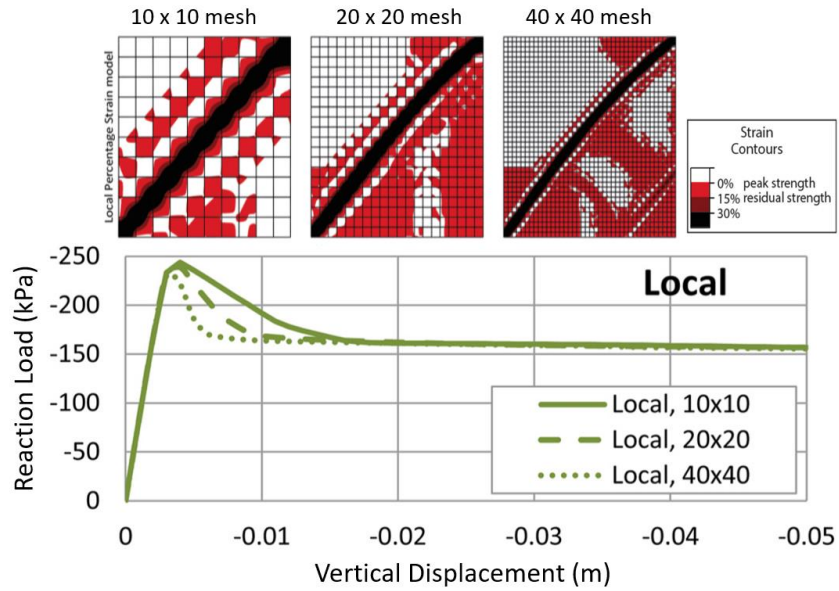 10 x 10 mesh
20 x 20 mesh
40 x 40 mesh
Local Percentage Strain model
Strain
Contours
0% peak strength
15% residual strength
30%
-250
-200
-150
-100
-50
0
Reaction Load (kPa)
Local
Local, 10x10
Local, 20x20
Local, 40x40
0
-0.01
-0.02
-0.03
-0.04
-0.05
Vertical Displacement (m)